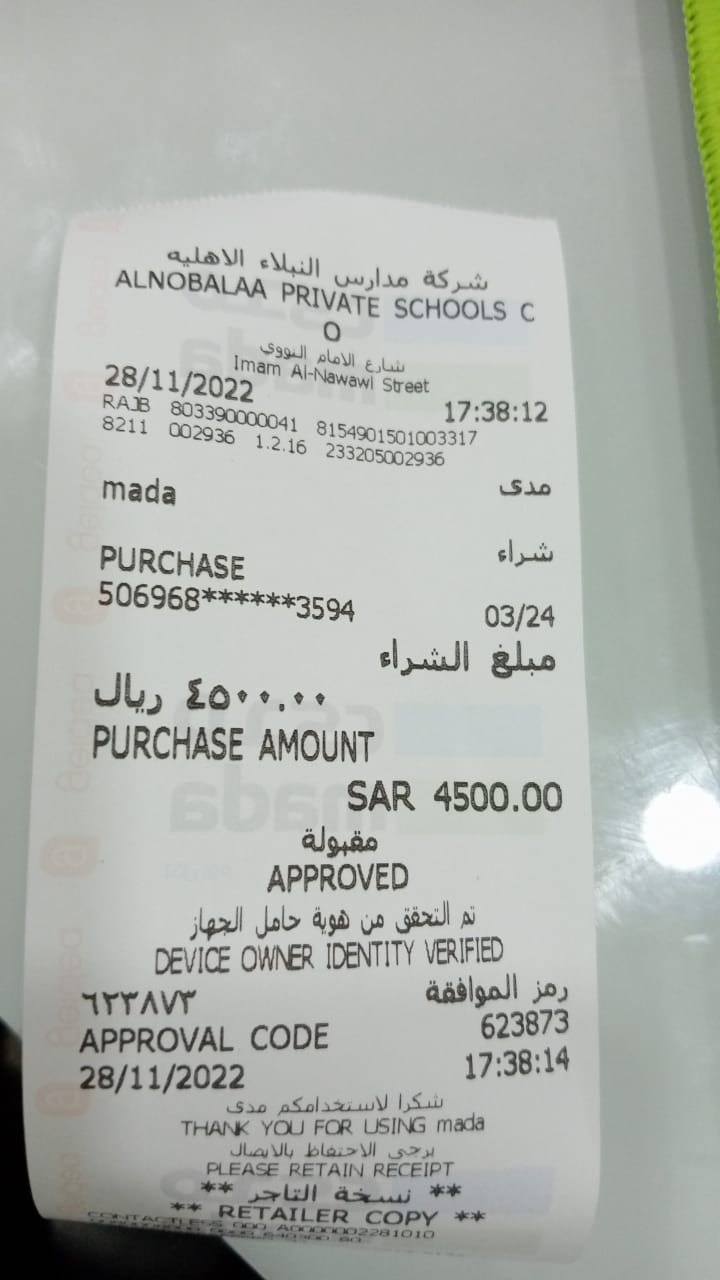 شركة مدارس النبلاء الاهليه
ALNOBALAA PRIVATE SCHOOLS C
O
شارع الامام النووي
Imam Al-Nawawi Street
28/11/2022 17:38:12
RAJB 803390000041 8154901501003317
8211 002936 1.2.16 233205002936
mada مدى
شراء
PURCHASE
506968******3594 03/24
مبلغ الشراء
٤٥٠٠.٠٠ ريال
PURCHASE AMOUNT
SAR 4500.00
مقبولة
APPROVED
تم التحقق من هوية حامل الجهاز
DEVICE OWNER IDENTITY VERIFIED
رمز الموافقة ٦٢٣٨٧٣
APPROVAL CODE 623873
28/11/2022 17:38:14
شكرا لاستخدامكم مدى
THANK YOU FOR USING mada
يرجى الاحتفاظ بالايصال
PLEASE RETAIN RECEIPT
** نسخة التاجر **
** RETAILER COPY **
CONTACTLESS 000 A0000002281010